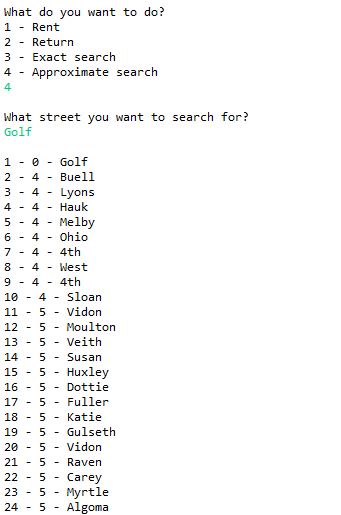 What do you want to do?
1 - Rent
2 - Return
3 - Exact search
4 - Approximate search
4
What street you want to search for?
Golf
1 - 0 - Golf
2 - 4 - Buell
3 - 4 - Lyons
4 - 4 - Hauk
5 - 4 - Melby
6 - 4 - Ohio
7 - 4 - 4th
8 - 4 - West
9 - 4 - 4th
10 - 4 - Sloan
11 - 5 - Vidon
12 - 5 - Moulton
13 - 5 - Veith
14 - 5 - Susan
15 - 5 - Huxley
16 - 5 - Dottie
17 - 5 - Fuller
18 - 5 - Katie
19 - 5 - Gulseth
20 - 5 - Vidon
21 - 5 - Raven
22 - 5 - Carey
23 - 5 - Myrtle
24 - 5 - Algoma